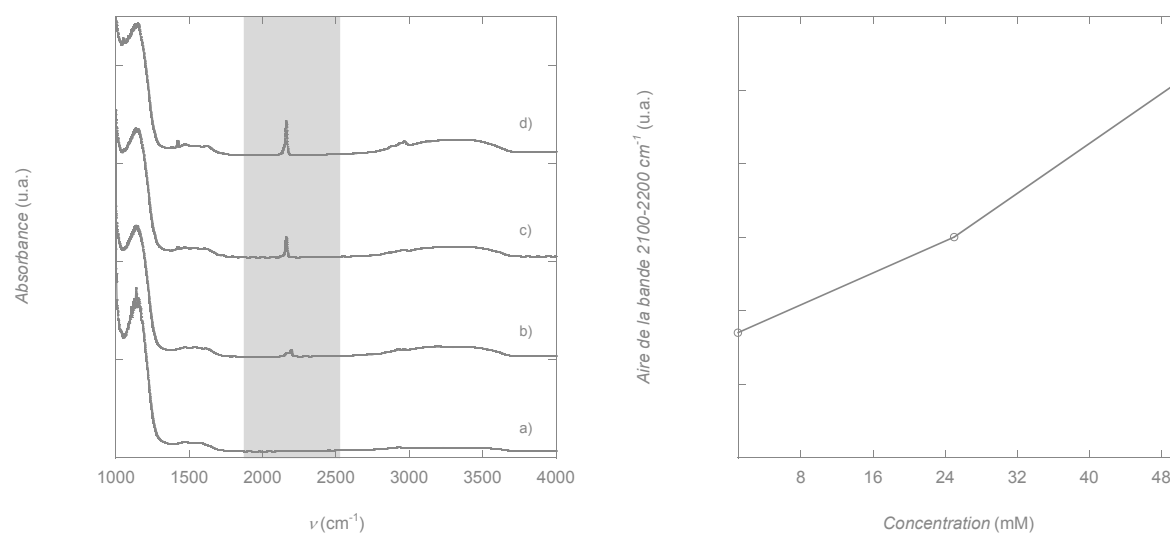 Absorbance (u.a.)
d)
c)
b)
a)
1000 1500 2000 2500 3000 3500 4000
ν (cm-1)
Aire de la bande 2100-2200 cm-1 (u.a.)
8 16 24 32 40 48
Concentration (mM)